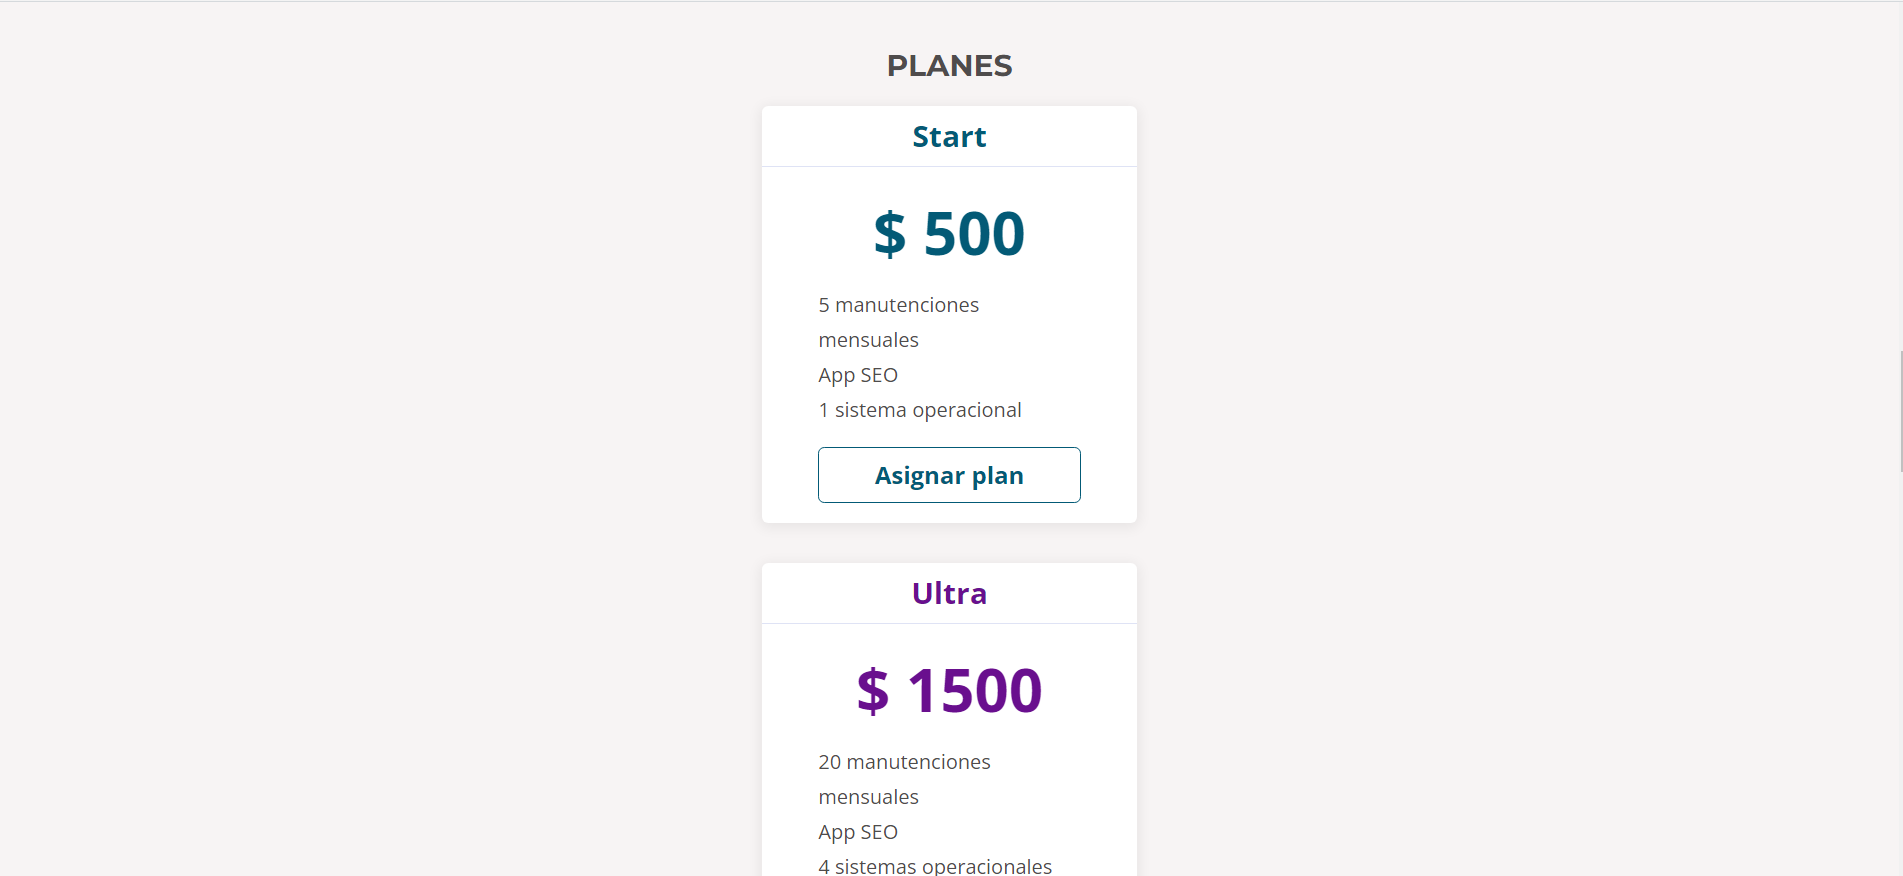 PLANES
Start
$ 500
5 manutenciones
mensuales
App SEO
1 sistema operacional
Asignar plan
Ultra
$ 1500
20 manutenciones
mensuales
App SEO
4 sistemas operacionales